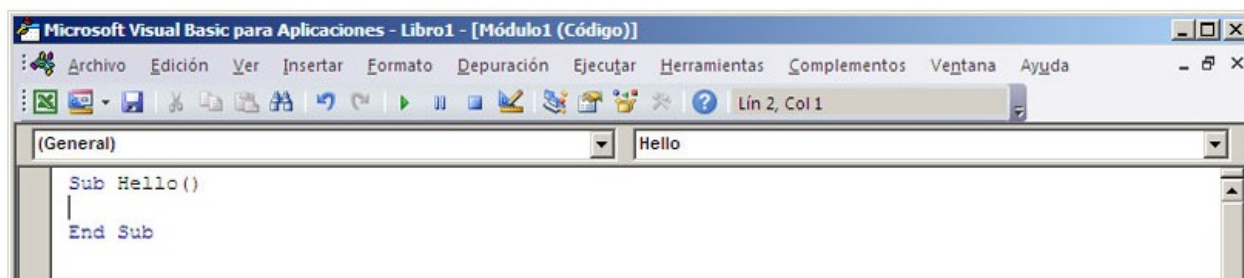 Microsoft Visual Basic para Aplicaciones - Libro1 - [Módulo1 (Código)]
Archivo Edición Ver Insertar Formato Depuración Ejecutar Herramientas Complementos Ventana Ayuda
Lín 2, Col 1
(General) Hello
Sub Hello()
End Sub